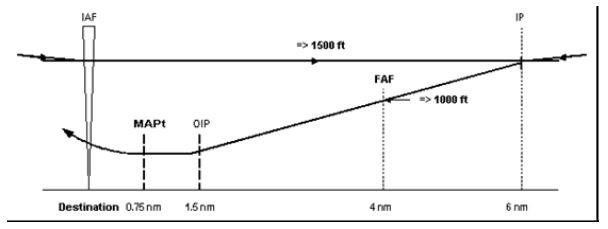 IAF
IP
=> 1500 ft
FAF
=> 1000 ft
MAPt
OIP
Destination 0.75 nm 1.5 nm 4 nm 6 nm